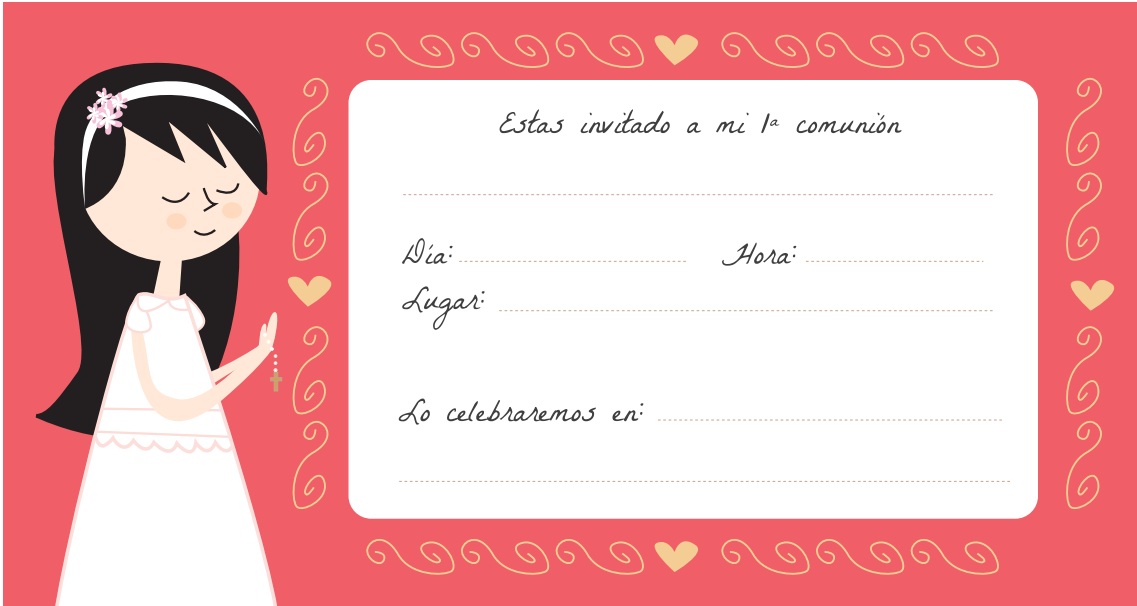 Estas invitado a mi 1ª comunión
Día: Hora:
Lugar:
Lo celebraremos en: